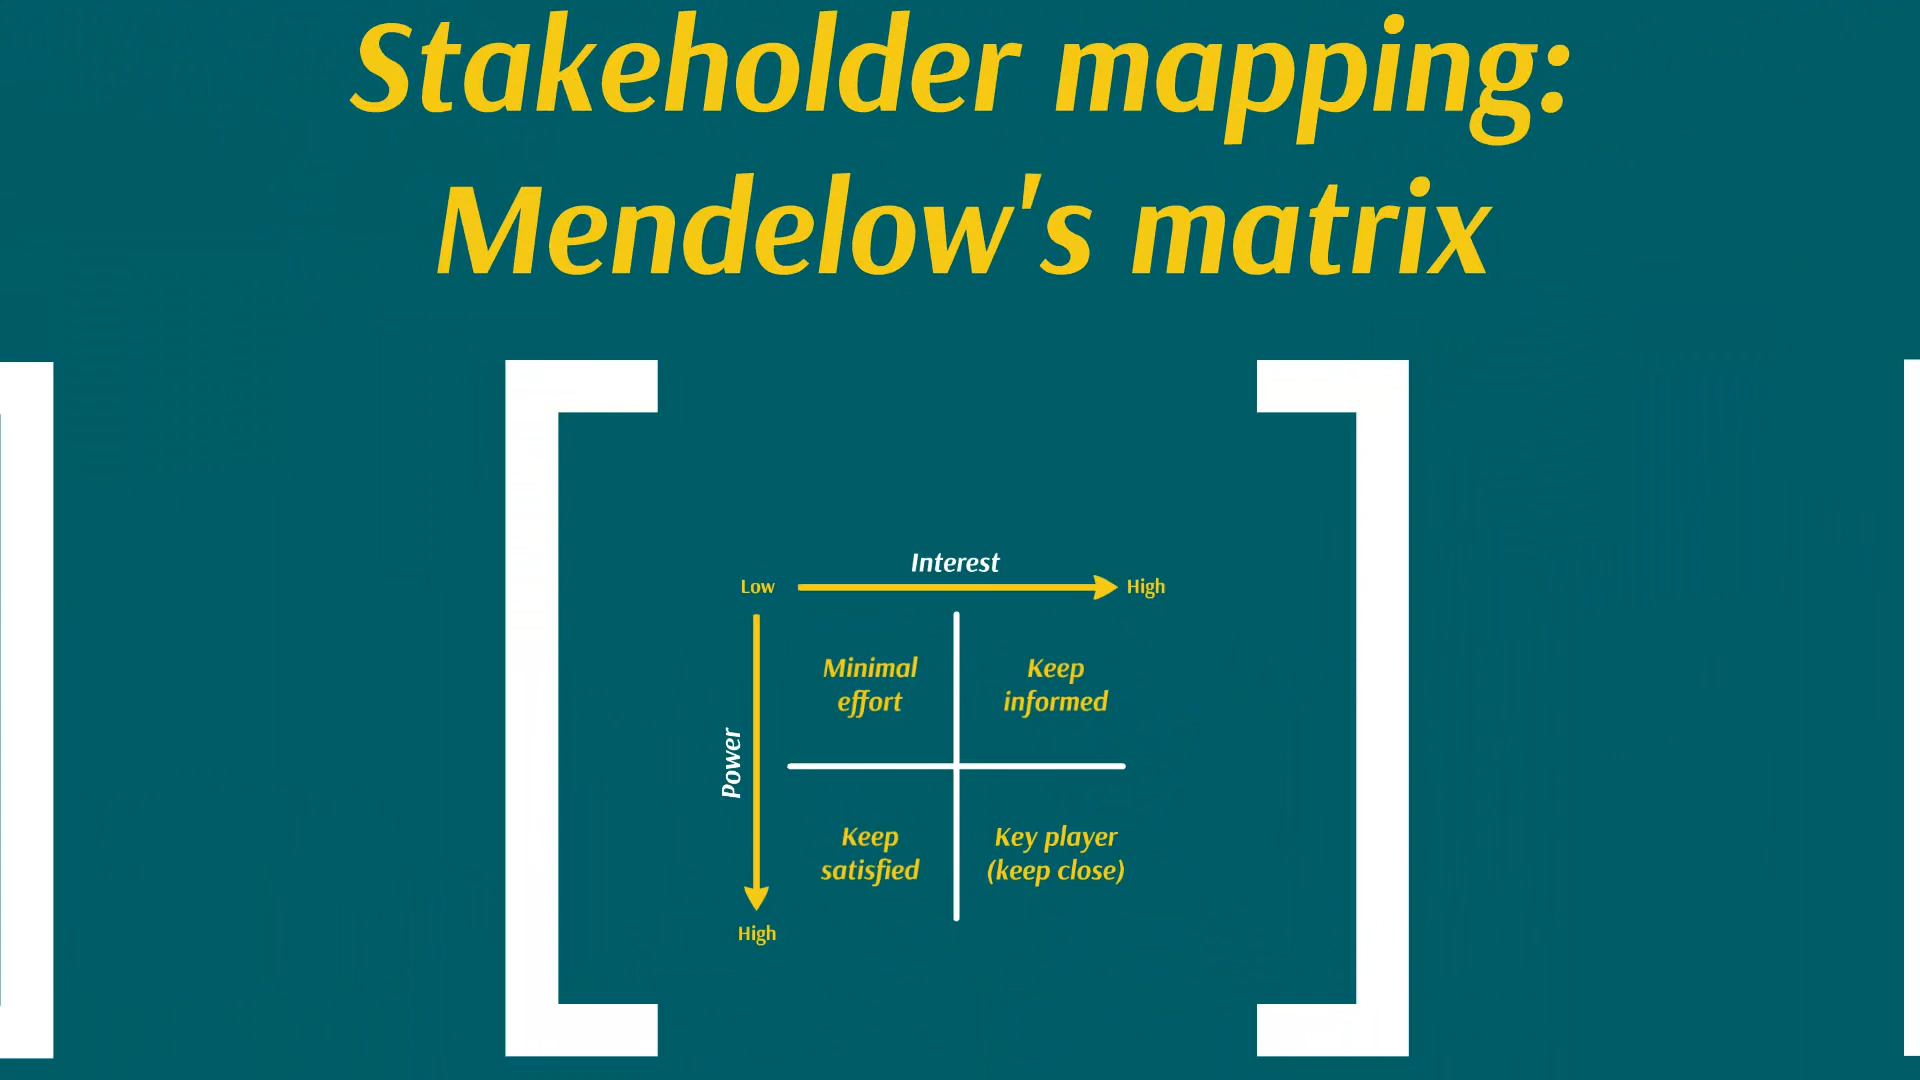 Stakeholder mapping:
Mendelow's matrix
Interest
Low
High
Minimal
effort
Keep
informed
Power
Keep
satisfied
Key player
(keep close)
High